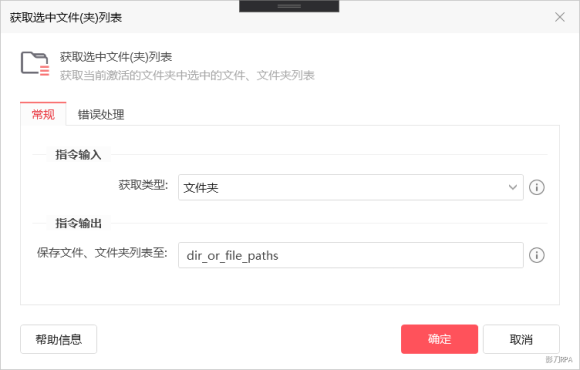 获取选中文件(夹)列表
获取选中文件(夹)列表
获取当前激活的文件夹中选中的文件、文件夹列表
常规 错误处理
指令输入
获取类型: 文件夹
指令输出
保存文件、文件夹列表至: dir_or_file_paths
帮助信息 确定 取消
影刀RPA